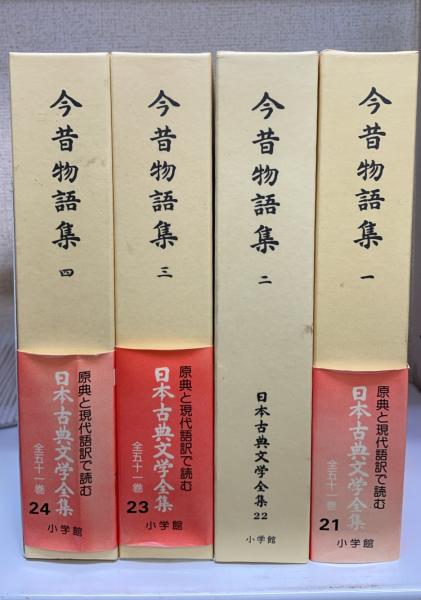 今昔物語集 四
原典と現代語訳で読む
日本古典文学全集
全五十一巻
24
小学館
今昔物語集 三
原典と現代語訳で読む
日本古典文学全集
全五十一巻
23
小学館
今昔物語集 二
日本古典文学全集
22
小学館
今昔物語集 一
原典と現代語訳で読む
日本古典文学全集
全五十一巻
21
小学館